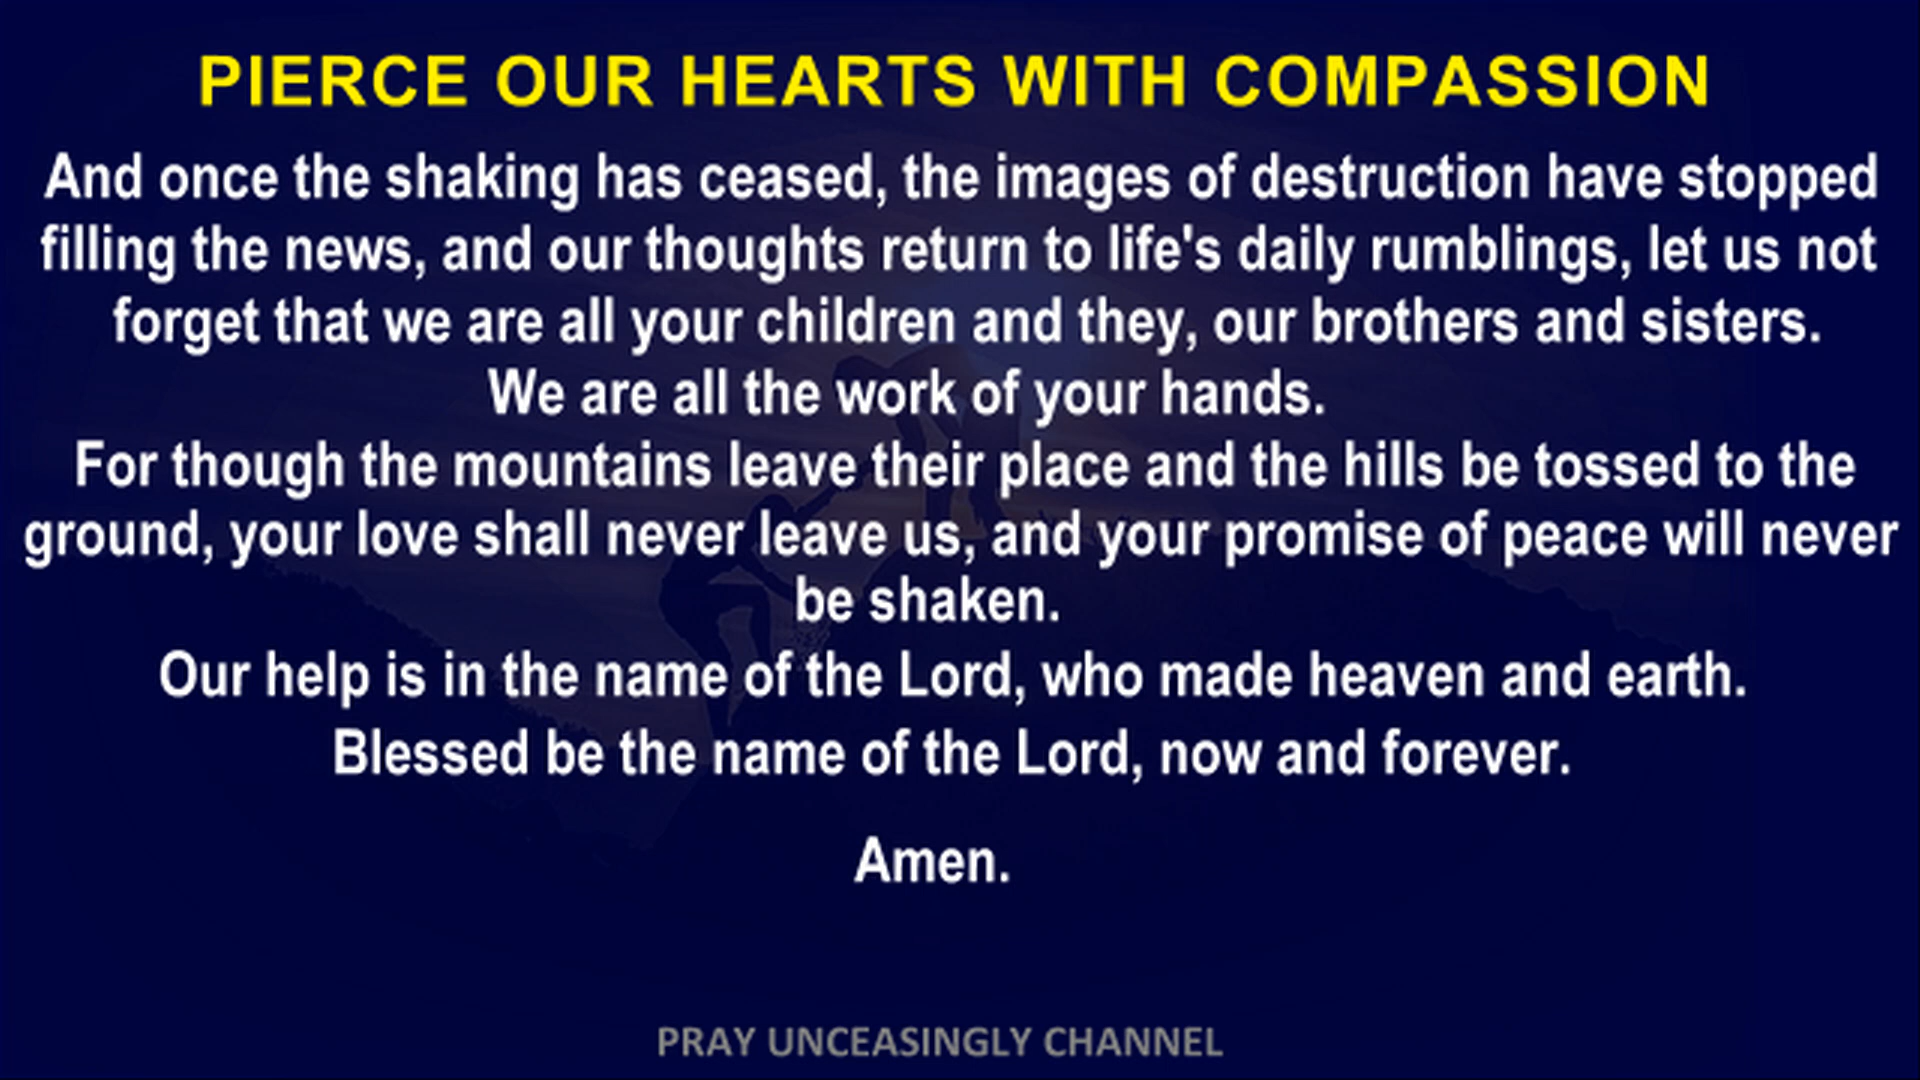 PIERCE OUR HEARTS WITH COMPASSION
And once the shaking has ceased, the images of destruction have stopped
filling the news, and our thoughts return to life's daily rumblings, let us not
forget that we are all your children and they, our brothers and sisters.
We are all the work of your hands.
For though the mountains leave their place and the hills be tossed to the
ground, your love shall never leave us, and your promise of peace will never
be shaken.
Our help is in the name of the Lord, who made heaven and earth.
Blessed be the name of the Lord, now and forever.
Amen.
PRAY UNCEASINGLY CHANNEL